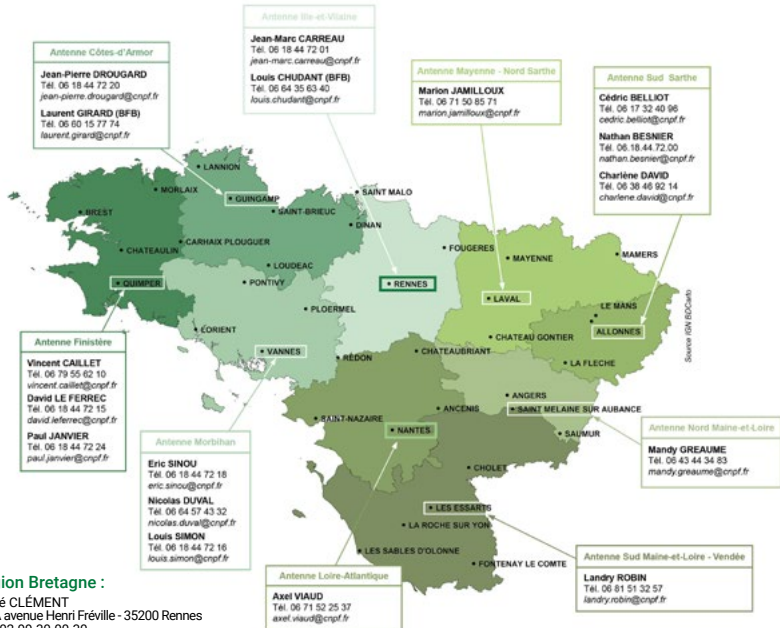 Antenne Ille-et-Vilaine
Jean-Marc CARREAU
Tél. 06 18 44 72 01
jean-marc.carreau@cnpf.fr
Louis CHUDANT (BFB)
Tél. 06 64 35 63 40
louis.chudant@cnpf.fr
Antenne Côtes-d'Armor
Jean-Pierre DROUGARD
Tél. 06 18 44 72 20
jean-pierre.drougard@cnpf.fr
Laurent GIRARD (BFB)
Tél. 06 60 15 77 74
laurent.girard@cnpf.fr
Antenne Mayenne - Nord Sarthe
Marion JAMILLOUX
Tél. 06 71 50 85 71
marion.jamilloux@cnpf.fr
Antenne Sud Sarthe
Cédric BELLIOT
Tél. 06 17 32 40 96
cedric.belliot@cnpf.fr
Nathan BESNIER
Tél. 06.18.44.72.00
nathan.besnier@cnpf.fr
Charlène DAVID
Tél. 06 38 46 92 14
charlene.david@cnpf.fr
LANNION
MORLAIX
GUINGAMP
SAINT MALO
BREST
SAINT-BRIEUC
DINAN
CARHAIX PLOUGUER
CHATEAULIN
FOUGERES
MAYENNE
MAMERS
LOUDEAC
QUIMPER
PONTIVY
RENNES
LAVAL
PLOERMEL
LE MANS
LORIENT
ALLONNES
CHATEAU GONTIER
VANNES
REDON
CHATEAUBRIANT
LA FLECHE
Source IGN BDCarto
ANGERS
SAINT-NAZAIRE
ANCENIS
SAINT MELAINE SUR AUBANCE
NANTES
SAUMUR
CHOLET
LES ESSARTS
LA ROCHE SUR YON
LES SABLES D'OLONNE
FONTENAY LE COMTE
Antenne Finistère
Vincent CAILLET
Tél. 06 79 55 62 10
vincent.caillet@cnpf.fr
David LE FERREC
Tél. 06 18 44 72 15
david.leferrec@cnpf.fr
Paul JANVIER
Tél. 06 18 44 72 24
paul.janvier@cnpf.fr
Antenne Morbihan
Eric SINOU
Tél. 06 18 44 72 18
eric.sinou@cnpf.fr
Nicolas DUVAL
Tél. 06 64 57 43 32
nicolas.duval@cnpf.fr
Louis SIMON
Tél. 06 18 44 72 16
louis.simon@cnpf.fr
Antenne Nord Maine-et-Loire
Mandy GREAUME
Tél. 06 43 44 34 83
mandy.greaume@cnpf.fr
Antenne Sud Maine-et-Loire - Vendée
Landry ROBIN
Tél. 06 81 51 32 57
landry.robin@cnpf.fr
Antenne Loire-Atlantique
Axel VIAUD
Tél. 06 71 52 25 37
axel.viaud@cnpf.fr
ion Bretagne :
é CLÉMENT
avenue Henri Fréville - 35200 Rennes